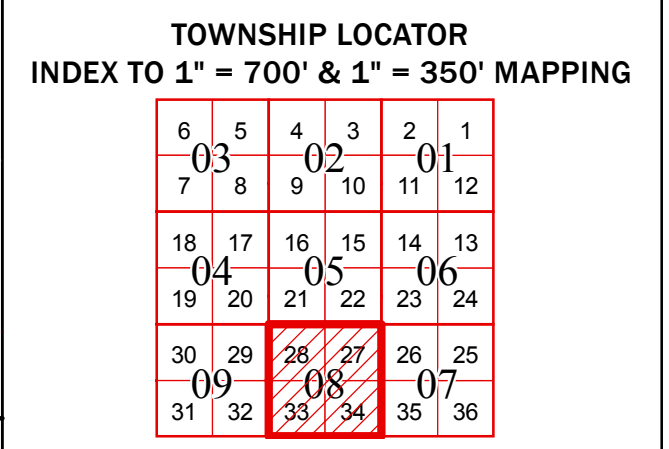 TOWNSHIP LOCATOR
INDEX TO 1" = 700' & 1" = 350' MAPPING
6 5 4 3 2 1
03 02 01
7 8 9 10 11 12
18 17 16 15 14 13
04 05 06
19 20 21 22 23 24
30 29 28 27 26 25
09 08 07
31 32 33 34 35 36